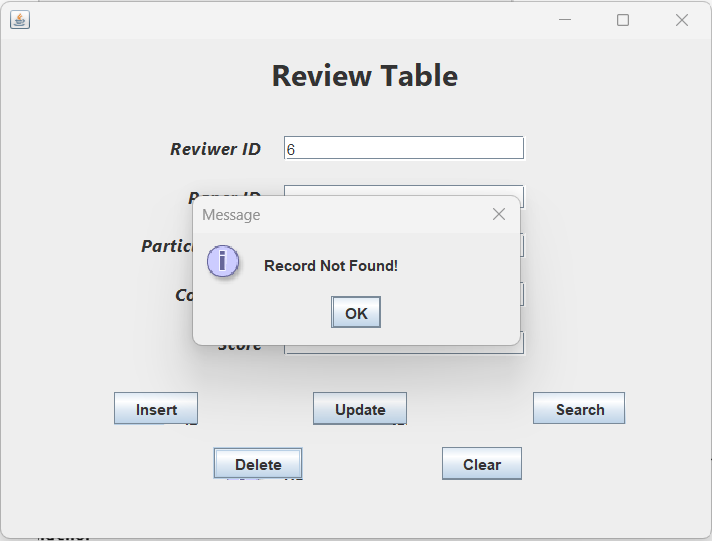 Review Table
Reviwer ID
6
Message
Record Not Found!
OK
Score
Insert
Update
Search
Delete
Clear